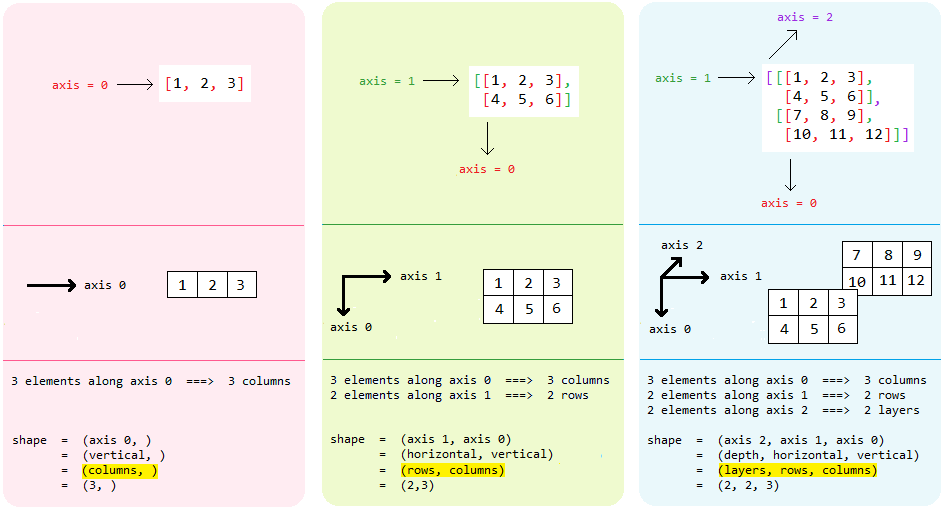 axis = 0
[1, 2, 3]
axis 0
1 2 3
3 elements along axis 0 ===> 3 columns
shape = (axis 0, )
= (vertical, )
= (columns, )
= (3, )
axis = 1
[[1, 2, 3],
[4, 5, 6]]
axis = 0
axis 1
axis 0
1 2 3
4 5 6
3 elements along axis 0 ===> 3 columns
2 elements along axis 1 ===> 2 rows
shape = (axis 1, axis 0)
= (horizontal, vertical)
= (rows, columns)
= (2,3)
axis = 2
axis = 1
[[[1, 2, 3],
[4, 5, 6]],
[[7, 8, 9],
[10, 11, 12]]]
axis = 0
axis 2
axis 1
axis 0
7 8 9
10 11 12
1 2 3
4 5 6
3 elements along axis 0 ===> 3 columns
2 elements along axis 1 ===> 2 rows
2 elements along axis 2 ===> 2 layers
shape = (axis 2, axis 1, axis 0)
= (depth, horizontal, vertical)
= (layers, rows, columns)
= (2, 2, 3)